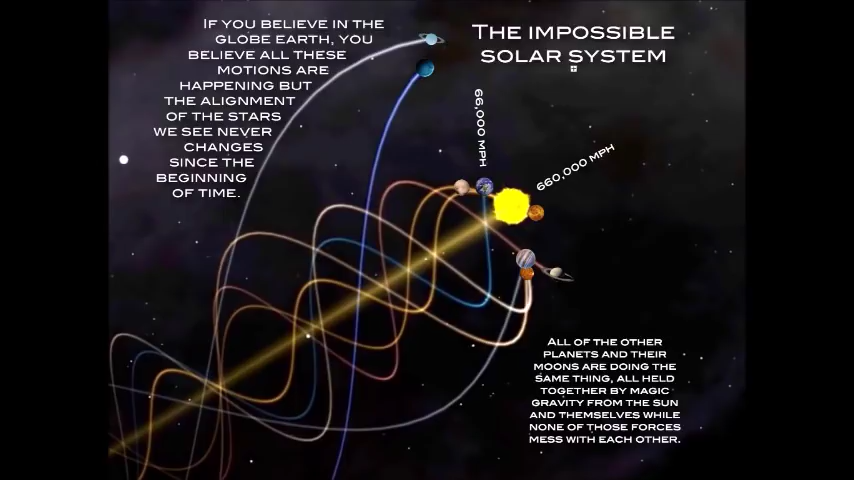 IF YOU BELIEVE IN THE
GLOBE EARTH, YOU
BELIEVE ALL THESE
MOTIONS ARE
HAPPENING BUT
THE ALIGNMENT
OF THE STARS
WE SEE NEVER
CHANGES
SINCE THE
BEGINNING
OF TIME.
THE IMPOSSIBLE
SOLAR SYSTEM
66,000 MPH
660,000 MPH
ALL OF THE OTHER
PLANETS AND THEIR
MOONS ARE DOING THE
SAME THING, ALL HELD
TOGETHER BY MAGIC
GRAVITY FROM THE SUN
AND THEMSELVES WHILE
NONE OF THOSE FORCES
MESS WITH EACH OTHER.